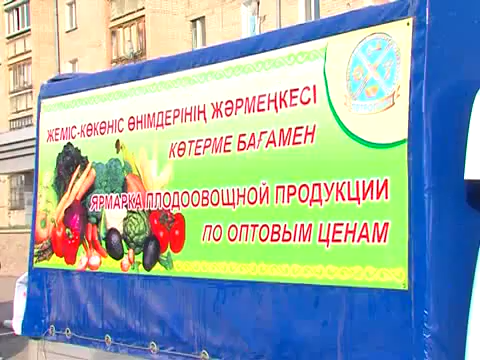 ЖЕМІС-КӨКӨНІС ӨНІМДЕРІНІҢ ЖӘРМЕҢКЕСІ
КӨТЕРМЕ БАҒАМЕН
ЯРМАРКА ПЛОДООВОЩНОЙ ПРОДУКЦИИ
ПО ОПТОВЫМ ЦЕНАМ